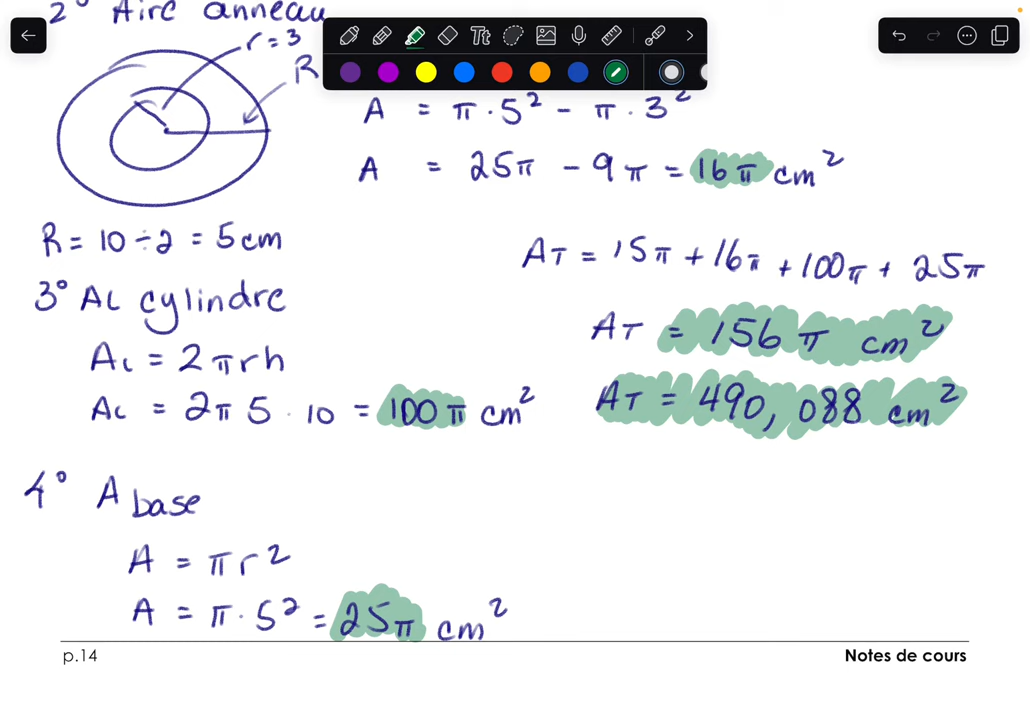 2° Aire anneau
r = 3
R
A = π · 5² − π · 3²
A = 25π − 9π = 16π cm²
R = 10 ÷ 2 = 5 cm
3° AL cylindre
AL = 2πrh
AL = 2π 5 · 10 = 100π cm²
AT = 15π + 16π + 100π + 25π
AT = 156π cm²
AT = 490,088 cm²
4° A base
A = πr²
A = π · 5² = 25π cm²
p.14
Notes de cours